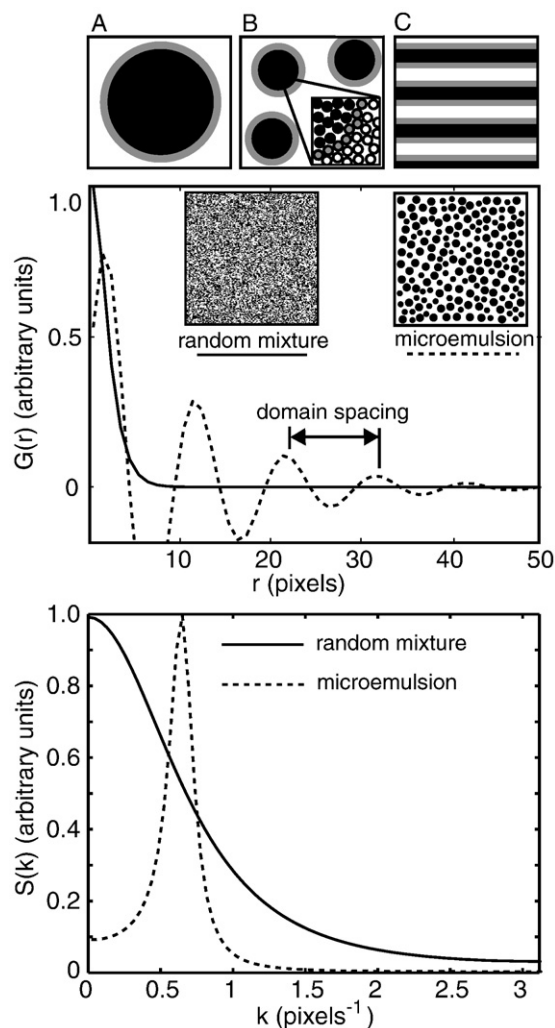 A B C
1.0
0.5
0
G(r) (arbitrary units)
random mixture
microemulsion
domain spacing
10 20 30 40 50
r (pixels)
1.0
0.8
0.6
0.4
0.2
0
S(k) (arbitrary units)
random mixture
microemulsion
0 0.5 1 1.5 2 2.5 3
k (pixels⁻¹)